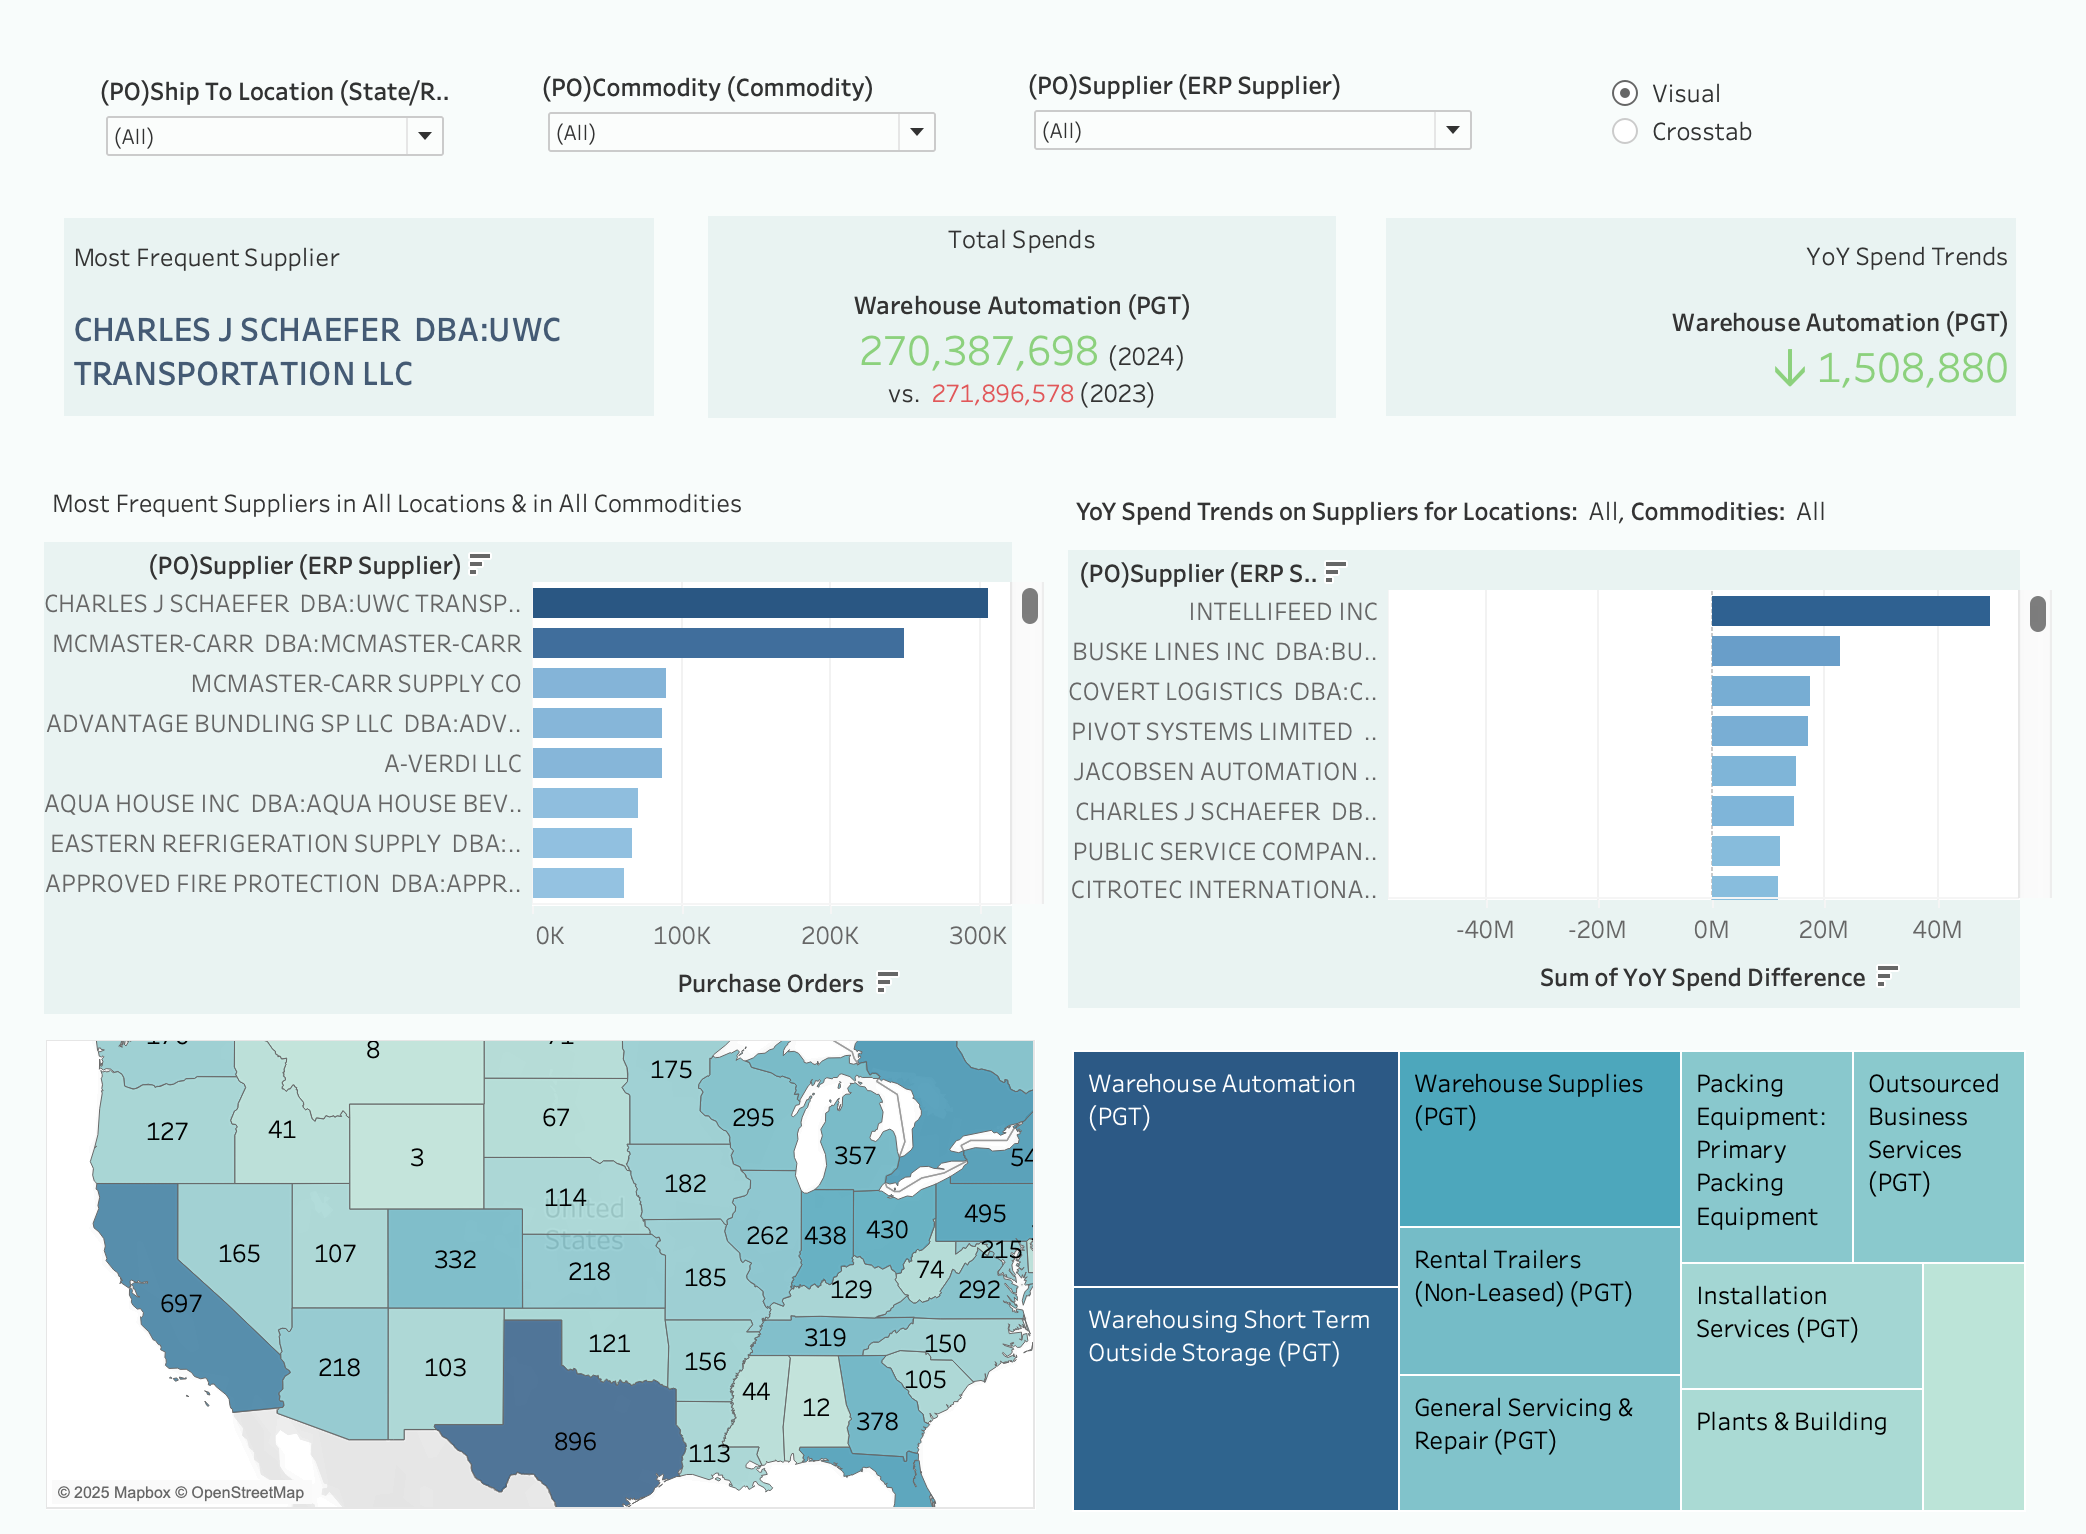 (PO)Ship To Location (State/R..
(All)
(PO)Commodity (Commodity)
(All)
(PO)Supplier (ERP Supplier)
(All)
Visual
Crosstab
Most Frequent Supplier
CHARLES J SCHAEFER DBA:UWC
TRANSPORTATION LLC
Total Spends
Warehouse Automation (PGT)
270,387,698 (2024)
vs. 271,896,578 (2023)
YoY Spend Trends
Warehouse Automation (PGT)
↓ 1,508,880
Most Frequent Suppliers in All Locations & in All Commodities
(PO)Supplier (ERP Supplier)
CHARLES J SCHAEFER DBA:UWC TRANSP..
MCMASTER-CARR DBA:MCMASTER-CARR
MCMASTER-CARR SUPPLY CO
ADVANTAGE BUNDLING SP LLC DBA:ADV..
A-VERDI LLC
AQUA HOUSE INC DBA:AQUA HOUSE BEV..
EASTERN REFRIGERATION SUPPLY DBA:..
APPROVED FIRE PROTECTION DBA:APPR..
0K 100K 200K 300K
Purchase Orders
YoY Spend Trends on Suppliers for Locations: All, Commodities: All
(PO)Supplier (ERP S..
INTELLIFEED INC
BUSKE LINES INC DBA:BU..
COVERT LOGISTICS DBA:C..
PIVOT SYSTEMS LIMITED ..
JACOBSEN AUTOMATION ..
CHARLES J SCHAEFER DB..
PUBLIC SERVICE COMPAN..
CITROTEC INTERNATIONA..
-40M -20M 0M 20M 40M
Sum of YoY Spend Difference
8
175
127
41
67
295
3
357
182
114
United
States
495
262
438
430
165
107
332
218
185
215
74
129
292
697
319
150
121
156
218
103
105
44
12
378
896
113
© 2025 Mapbox © OpenStreetMap
Warehouse Automation
(PGT)
Warehousing Short Term
Outside Storage (PGT)
Warehouse Supplies
(PGT)
Rental Trailers
(Non-Leased) (PGT)
General Servicing &
Repair (PGT)
Packing
Equipment:
Primary
Packing
Equipment
Outsourced
Business
Services
(PGT)
Installation
Services (PGT)
Plants & Building